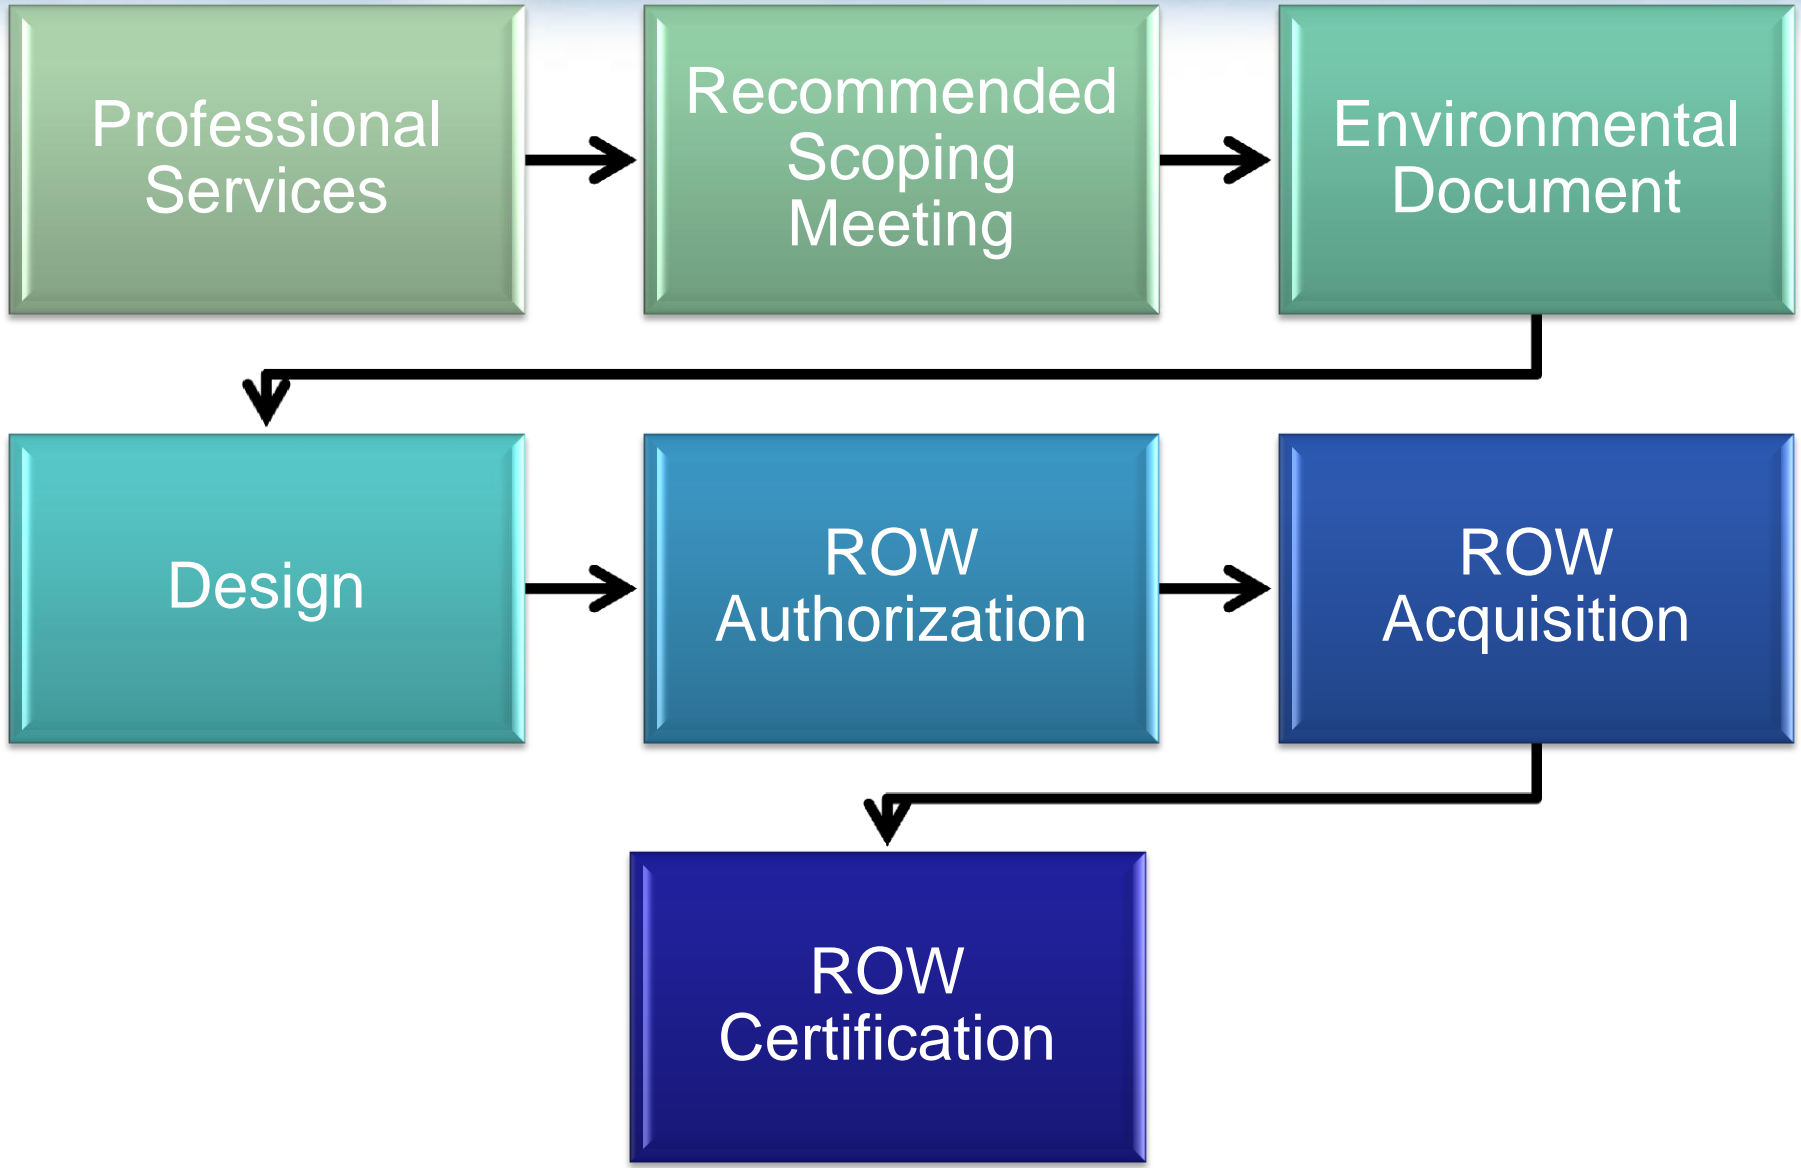 Professional
Services
Recommended
Scoping
Meeting
Environmental
Document
Design
ROW
Authorization
ROW
Acquisition
ROW
Certification